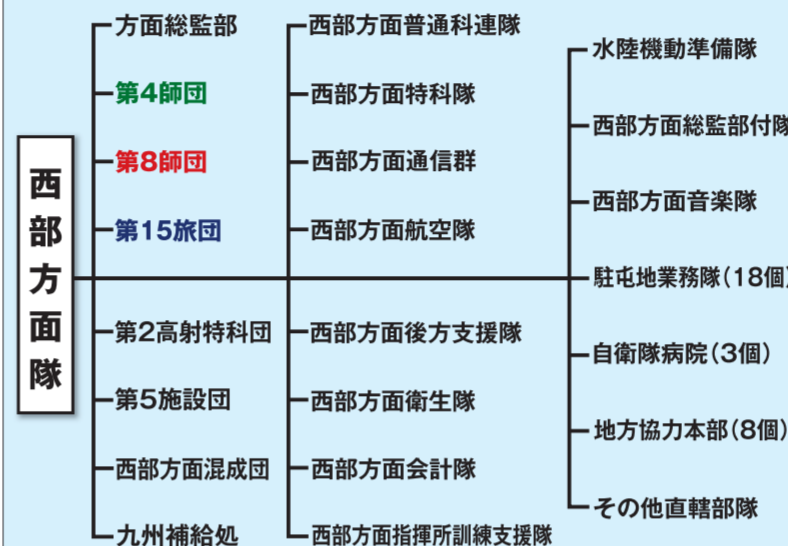 西部方面隊
方面総監部
第4師団
第8師団
第15旅団
第2高射特科団
第5施設団
西部方面混成団
九州補給処
西部方面普通科連隊
西部方面特科隊
西部方面通信群
西部方面航空隊
西部方面後方支援隊
西部方面衛生隊
西部方面会計隊
西部方面指揮所訓練支援隊
水陸機動準備隊
西部方面総監部付隊
西部方面音楽隊
駐屯地業務隊(18個)
自衛隊病院(3個)
地方協力本部(8個)
その他直轄部隊